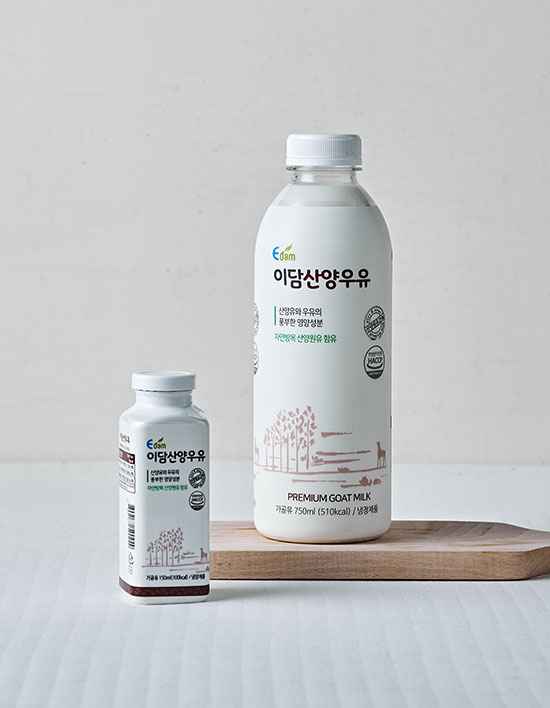 Edam
이담산양우유
산양유와 우유의
풍부한 영양성분
자연방목 산양원유 함유
HACCP
PREMIUM GOAT MILK
가공유 750ml (510kcal) / 냉장제품
Edam
이담산양우유
산양유와 우유의
풍부한 영양성분
자연방목 산양원유 함유
HACCP
가공유 150ml(100kcal) / 냉장제품